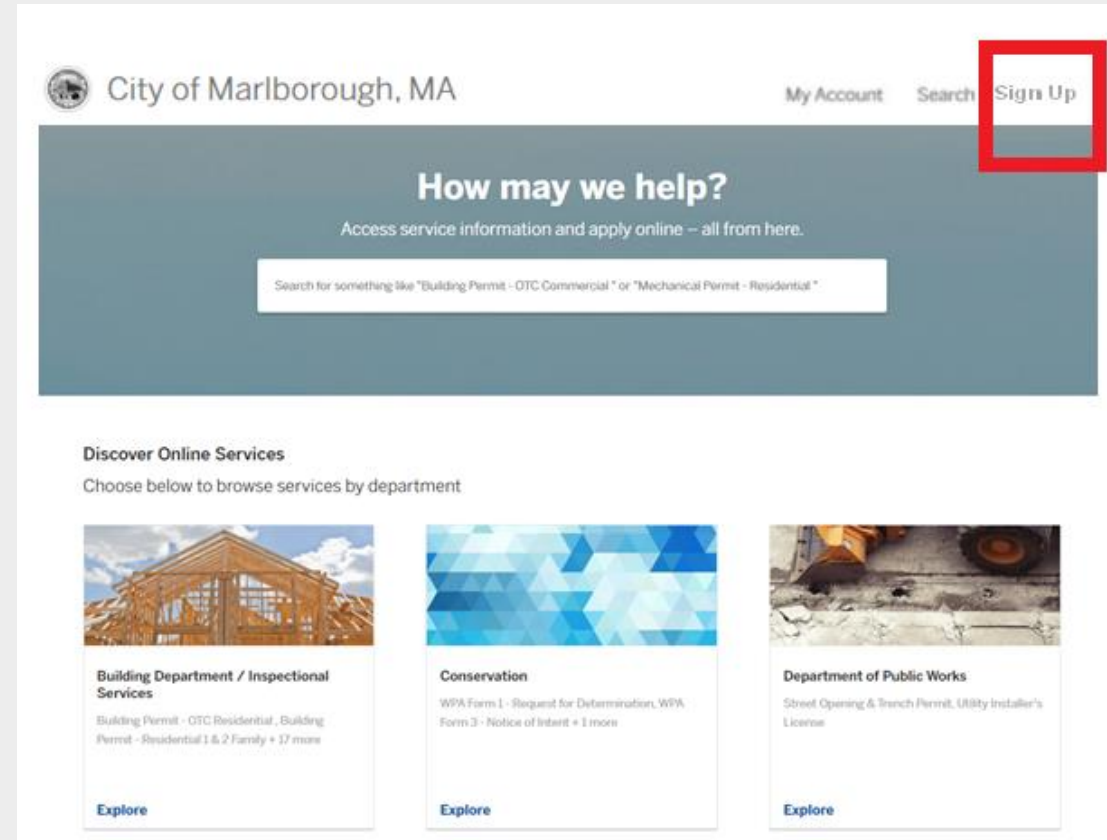 City of Marlborough, MA
My Account Search Sign Up
How may we help?
Access service information and apply online – all from here.
Search for something like "Building Permit - OTC Commercial " or "Mechanical Permit - Residential "
Discover Online Services
Choose below to browse services by department
Building Department / Inspectional
Services
Building Permit - OTC Residential , Building
Permit - Residential 1 & 2 Family + 17 more
Explore
Conservation
WPA Form 1 - Request for Determination, WPA
Form 3 - Notice of Intent + 1 more
Explore
Department of Public Works
Street Opening & Trench Permit, Utility Installer's
License
Explore